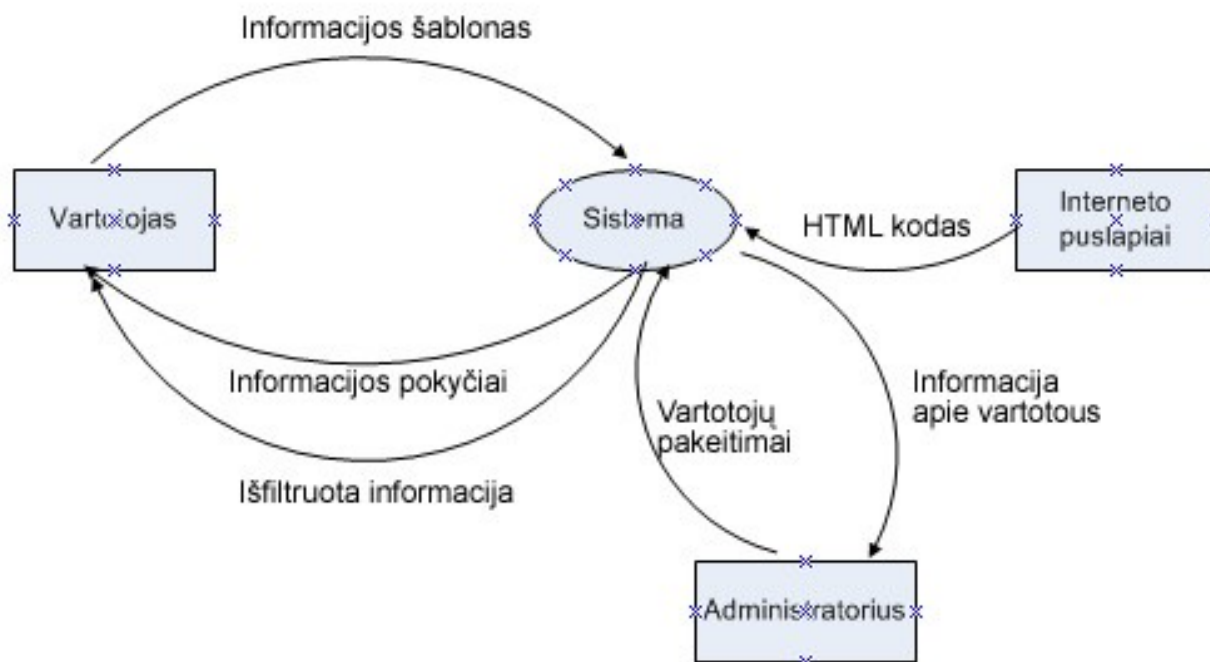 Informacijos šablonas
Vartotojas
Sistema
HTML kodas
Interneto
puslapiai
Informacijos pokyčiai
Išfiltruota informacija
Vartotojų
pakeitimai
Informacija
apie vartotous
Administratorius